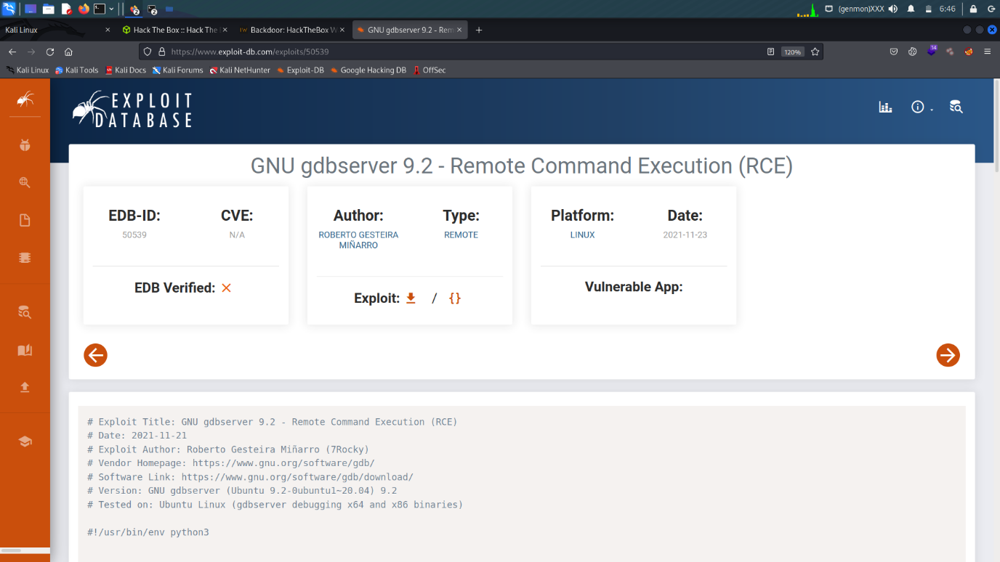 (genmon)XXX 6:46
Kali Linux Hack The Box :: Hack The Backdoor: HackTheBox W GNU gdbserver 9.2 - Rem
https://www.exploit-db.com/exploits/50539 120% 14
Kali Linux Kali Tools Kali Docs Kali Forums Kali NetHunter Exploit-DB Google Hacking DB OffSec
EXPLOIT
DATABASE
GNU gdbserver 9.2 - Remote Command Execution (RCE)
EDB-ID: CVE: Author: Type: Platform: Date:
50539 N/A ROBERTO GESTEIRA REMOTE LINUX 2021-11-23
MIÑARRO
EDB Verified: Vulnerable App:
Exploit: / {}
# Exploit Title: GNU gdbserver 9.2 - Remote Command Execution (RCE)
# Date: 2021-11-21
# Exploit Author: Roberto Gesteira Miñarro (7Rocky)
# Vendor Homepage: https://www.gnu.org/software/gdb/
# Software Link: https://www.gnu.org/software/gdb/download/
# Version: GNU gdbserver (Ubuntu 9.2-0ubuntu1~20.04) 9.2
# Tested on: Ubuntu Linux (gdbserver debugging x64 and x86 binaries)
#!/usr/bin/env python3